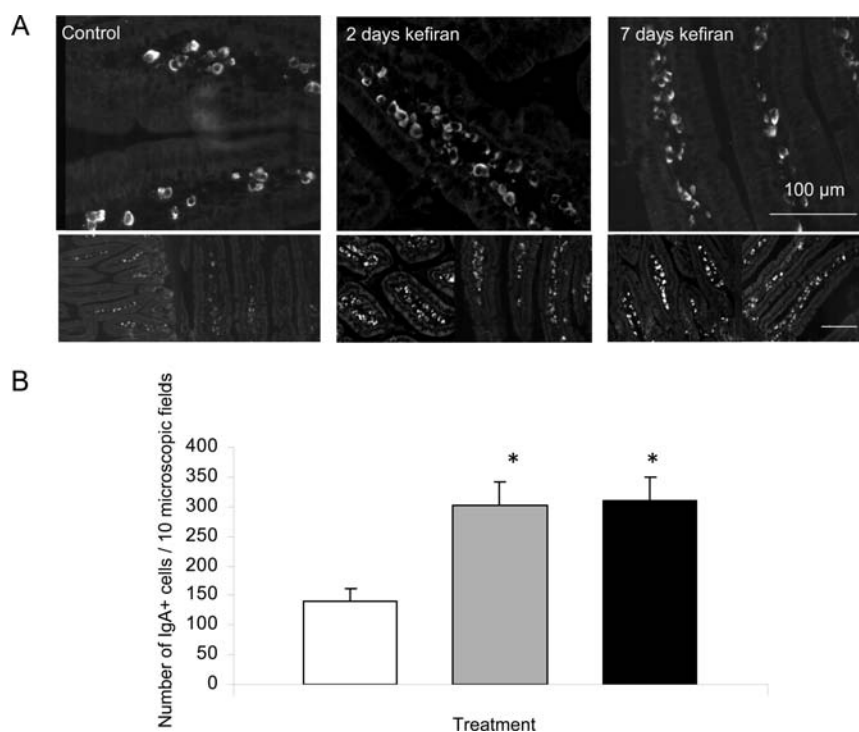 A
Control
2 days kefiran
7 days kefiran
100 µm
B
Number of IgA+ cells / 10 microscopic fields
400
350
300
250
200
150
100
50
0
*
*
Treatment